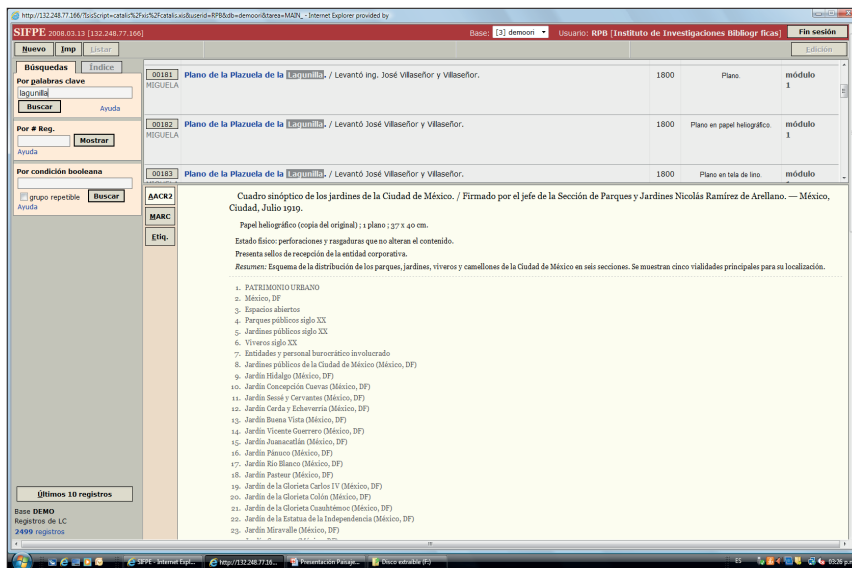 http://132.248.77.166/?IsisScript=catalis%2Fxis%2Fcatalis.xis&userid=RPB&db=demoori&tarea=MAIN_ - Internet Explorer provided by
SIFPE 2008.03.13 [132.248.77.166]
Base: [3] demoori
Usuario: RPB [Instituto de Investigaciones Bibliogr ficas]
Fin sesión
Nuevo Imp Listar
Edición
Búsquedas Índice
Por palabras clave
lagunilla
Buscar Ayuda
Por # Reg.
Mostrar
Ayuda
Por condición booleana
grupo repetible Buscar
Ayuda
Últimos 10 registros
Base DEMO
Registros de LC
2499 registros
00181 Plano de la Plazuela de la Lagunilla. / Levantó ing. José Villaseñor y Villaseñor. 1800 Plano. módulo
MIGUELA 1
00182 Plano de la Plazuela de la Lagunilla. / Levantó José Villaseñor y Villaseñor. 1800 Plano en papel heliográfico. módulo
MIGUELA 1
00183 Plano de la Plazuela de la Lagunilla. / Levantó José Villaseñor y Villaseñor. 1800 Plano en tela de lino. módulo
AACR2
MARC
Etiq.
Cuadro sinóptico de los jardines de la Ciudad de México. / Firmado por el jefe de la Sección de Parques y Jardines Nicolás Ramírez de Arellano. — México,
Ciudad, Julio 1919.
Papel heliográfico (copia del original) ; 1 plano ; 37 x 40 cm.
Estado físico: perforaciones y rasgaduras que no alteran el contenido.
Presenta sellos de recepción de la entidad corporativa.
Resumen: Esquema de la distribución de los parques, jardines, viveros y camellones de la Ciudad de México en seis secciones. Se muestran cinco vialidades principales para su localización.
1. PATRIMONIO URBANO
2. México, DF
3. Espacios abiertos
4. Parques públicos siglo XX
5. Jardines públicos siglo XX
6. Viveros siglo XX
7. Entidades y personal burocrático involucrado
8. Jardines públicos de la Ciudad de México (México, DF)
9. Jardín Hidalgo (México, DF)
10. Jardín Concepción Cuevas (México, DF)
11. Jardín Sessé y Cervantes (México, DF)
12. Jardín Cerda y Echeverría (México, DF)
13. Jardín Buena Vista (México, DF)
14. Jardín Vicente Guerrero (México, DF)
15. Jardín Juanacatlán (México, DF)
16. Jardín Pánuco (México, DF)
17. Jardín Río Blanco (México, DF)
18. Jardín Pasteur (México, DF)
19. Jardín de la Glorieta Carlos IV (México, DF)
20. Jardín de la Glorieta Colón (México, DF)
21. Jardín de la Glorieta Cuauhtémoc (México, DF)
22. Jardín de la Estatua de la Independencia (México, DF)
23. Jardín Miravalle (México, DF)
SIFPE - Internet Expl... http://132.248.77.16... Presentación Paisaje... Disco extraíble (F:) ES 03:26 p.m.